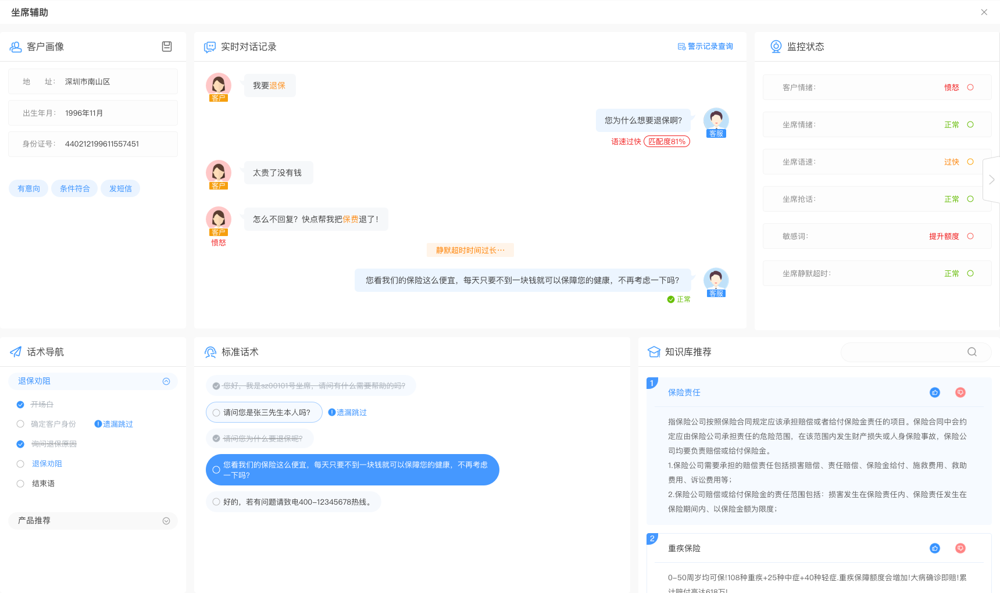 坐席辅助
客户画像
地 址： 深圳市南山区
出生年月： 1996年11月
身份证号： 440212199611557451
有意向 条件符合 发短信
实时对话记录
警示记录查询
客户
我要退保
您为什么想要退保啊？
客服
语速过快 匹配度81%
客户
太贵了没有钱
客户
怎么不回复？快点帮我把保费退了！
愤怒
静默超时时间过长…
您看我们的保险这么便宜，每天只要不到一块钱就可以保障您的健康，不再考虑一下吗？
客服
正常
监控状态
客户情绪： 愤怒
坐席情绪： 正常
坐席语速： 过快
坐席抢话： 正常
敏感词： 提升额度
坐席静默超时： 正常
话术导航
退保劝阻
开场白
确定客户身份 遗漏跳过
询问退保原因
退保劝阻
结束语
产品推荐
标准话术
您好，我是sz00101号坐席，请问有什么需要帮助的吗？
请问您是张三先生本人吗？ 遗漏跳过
请问您为什么要退保呢？
您看我们的保险这么便宜，每天只要不到一块钱就可以保障您的健康，不再考虑
一下吗？
好的，若有问题请致电400-12345678热线。
知识库推荐
1
保险责任
指保险公司按照保险合同规定应该承担赔偿或者给付保险金责任的项目。保险合同中会约
定应由保险公司承担责任的危险范围，在该范围内发生财产损失或人身保险事故，保险公
司均要负责赔偿或给付保险金。
1.保险公司需要承担的赔偿责任包括损害赔偿、责任赔偿、保险金给付、施救费用、救助
费用、诉讼费用等；
2.保险公司赔偿或给付保险金的责任范围包括：损害发生在保险责任内、保险责任发生在
保险期间内、以保险金额为限度；
2
重疾保险
0-50周岁均可保!108种重疾+25种中症+40种轻症.重疾保障额度会增加!大病确诊即赔!累
计赔付高达618万!